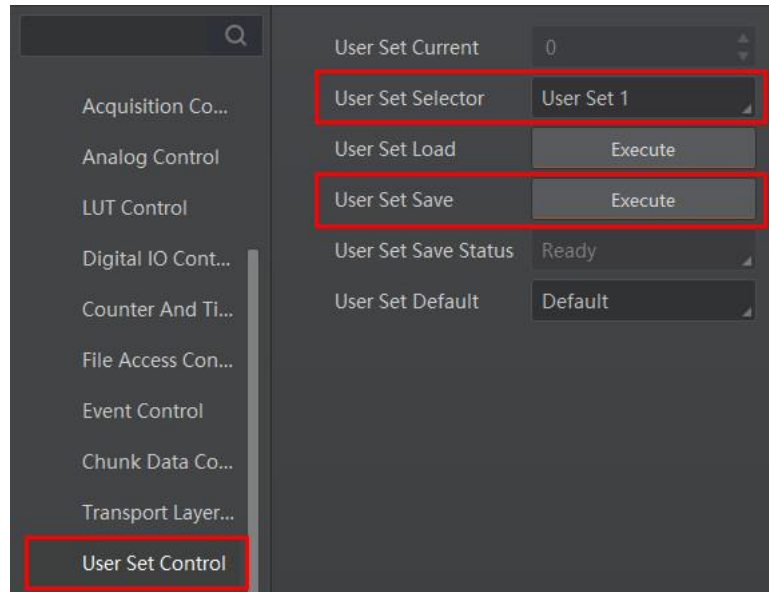 Acquisition Co...
Analog Control
LUT Control
Digital IO Cont...
Counter And Ti...
File Access Con...
Event Control
Chunk Data Co...
Transport Layer...
User Set Control
User Set Current 0
User Set Selector User Set 1
User Set Load Execute
User Set Save Execute
User Set Save Status Ready
User Set Default Default